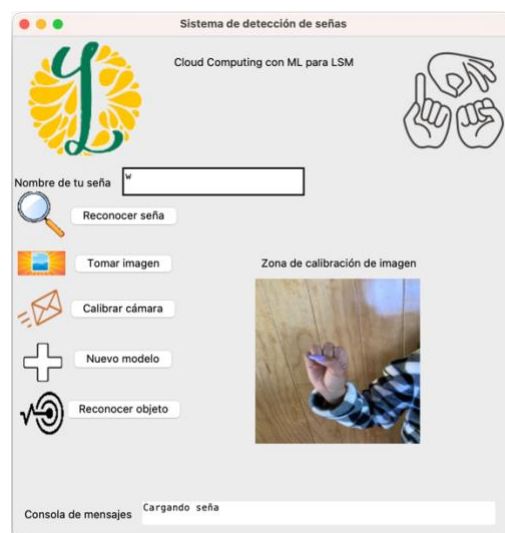 Sistema de detección de señas
Cloud Computing con ML para LSM
Nombre de tu seña
w
Reconocer seña
Tomar imagen
Zona de calibración de imagen
Calibrar cámara
Nuevo modelo
Reconocer objeto
Consola de mensajes
Cargando seña